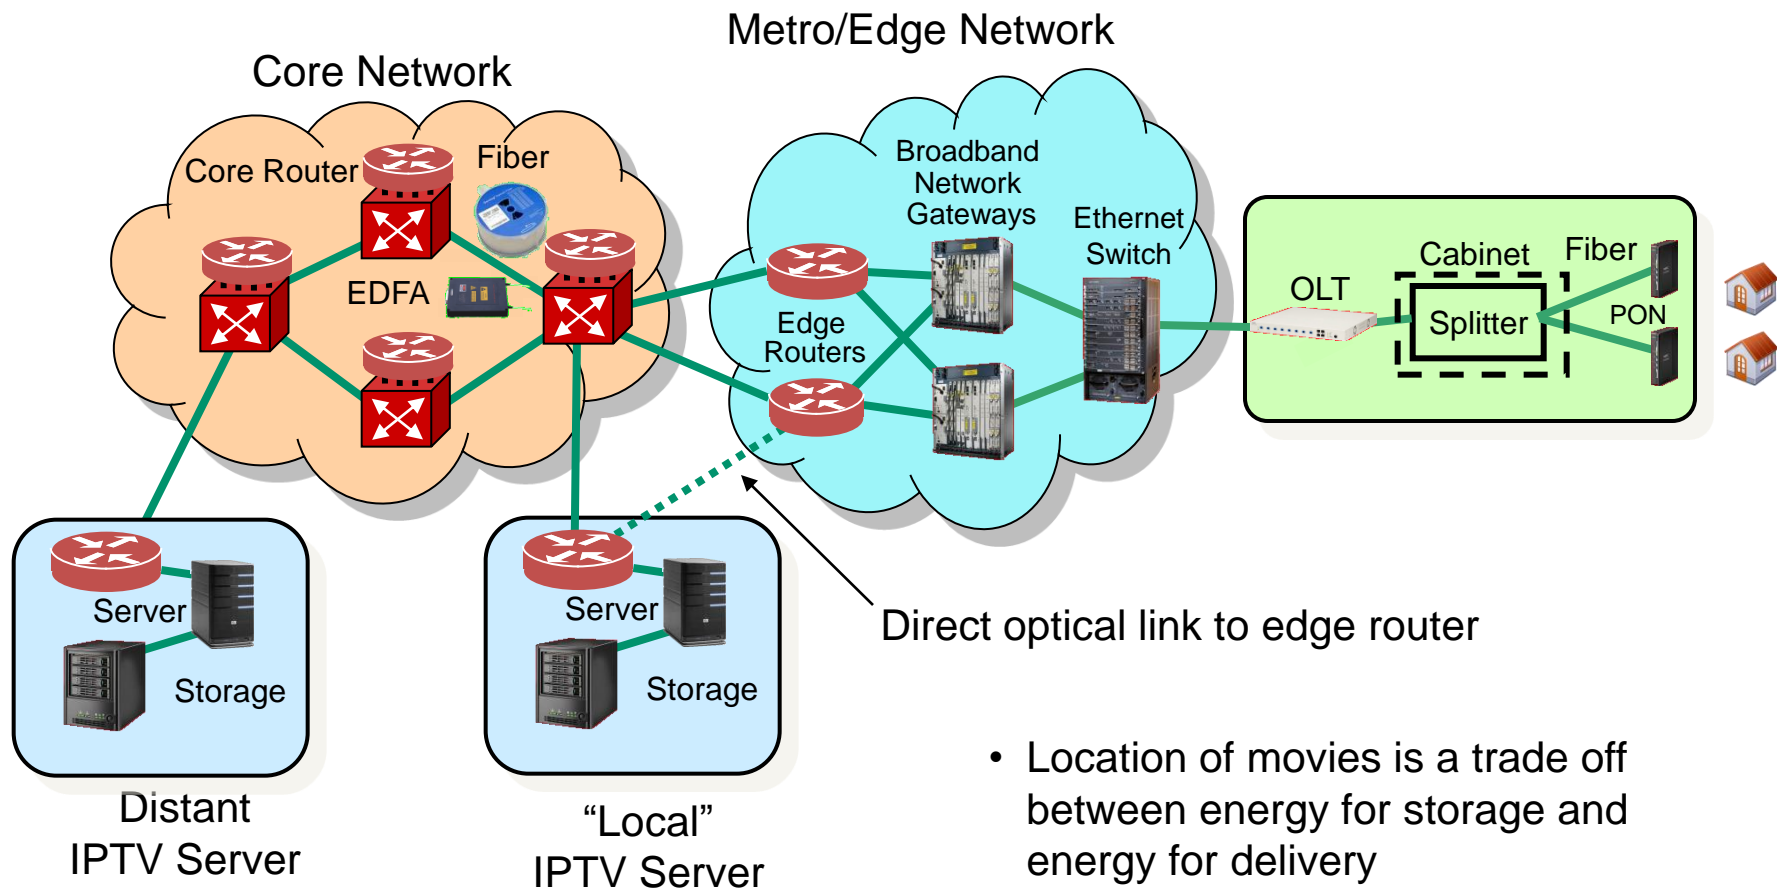 Metro/Edge Network
Core Network
Core Router
Fiber
EDFA
Broadband
Network
Gateways
Ethernet
Switch
Edge
Routers
OLT
Cabinet
Splitter
Fiber
PON
Server
Storage
Distant
IPTV Server
Server
Storage
“Local”
IPTV Server
Direct optical link to edge router
• Location of movies is a trade off
between energy for storage and
energy for delivery